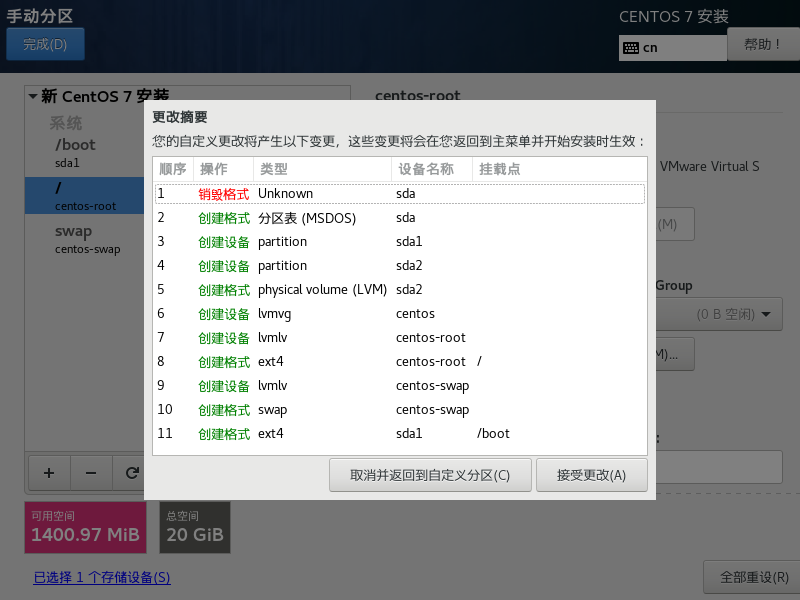 手动分区
CENTOS 7 安装
完成(D)
cn
帮助！
新 CentOS 7 安装
centos-root
系统
/boot
sda1
/
centos-root
swap
centos-swap
VMware Virtual S
(M)
Group
(0 B 空闲)
M)...
:
更改摘要
您的自定义更改将产生以下变更，这些变更将会在您返回到主菜单并开始安装时生效：
顺序 操作 类型 设备名称 挂载点
1 销毁格式 Unknown sda
2 创建格式 分区表 (MSDOS) sda
3 创建设备 partition sda1
4 创建设备 partition sda2
5 创建格式 physical volume (LVM) sda2
6 创建设备 lvmvg centos
7 创建设备 lvmlv centos-root
8 创建格式 ext4 centos-root /
9 创建设备 lvmlv centos-swap
10 创建格式 swap centos-swap
11 创建格式 ext4 sda1 /boot
取消并返回到自定义分区(C) 接受更改(A)
+ −
可用空间
1400.97 MiB
总空间
20 GiB
已选择 1 个存储设备(S)
全部重设(R)